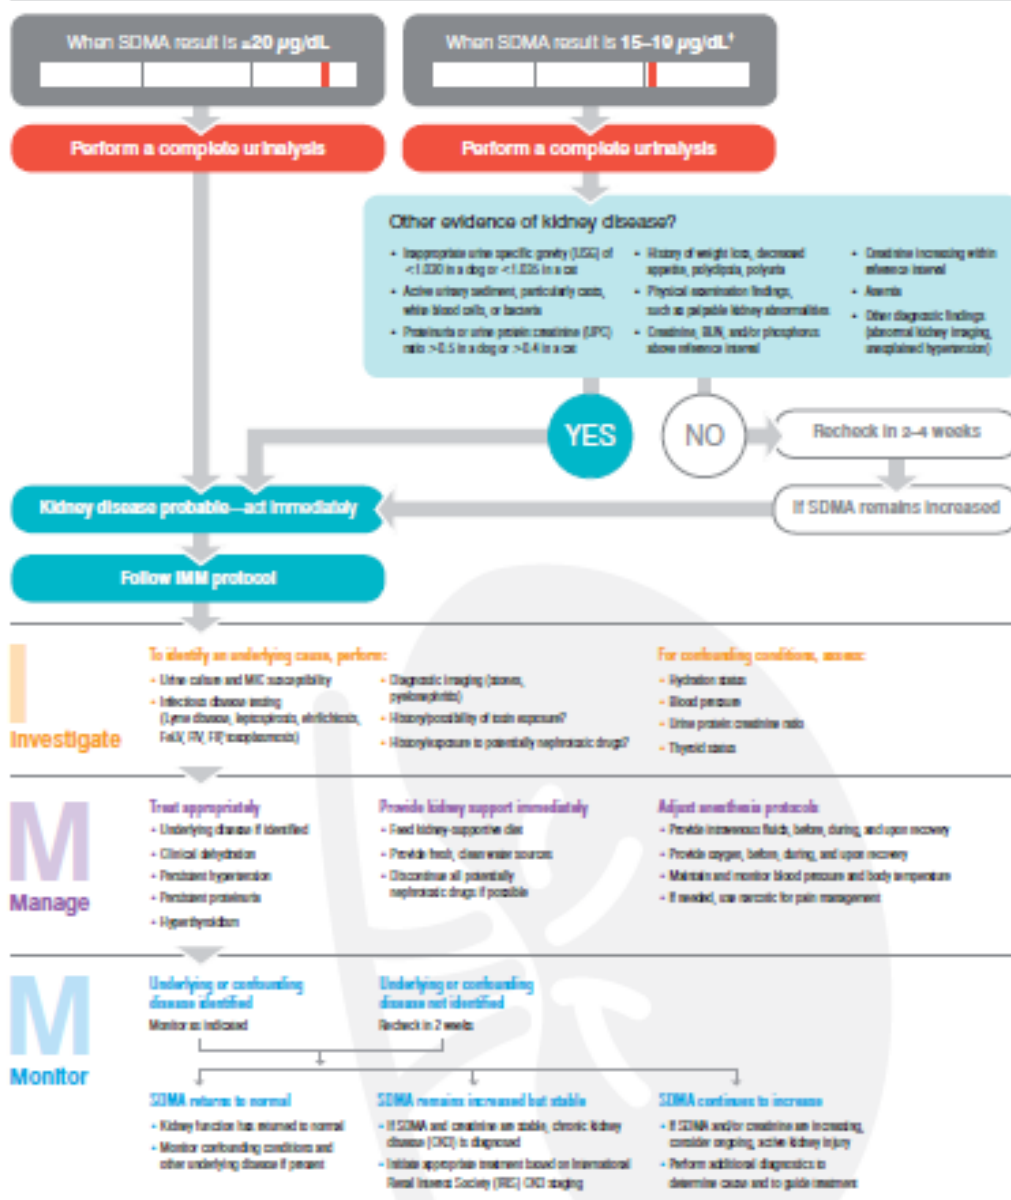 When SDMA result is ≥20 µg/dL
When SDMA result is 15–19 µg/dL†
Perform a complete urinalysis
Perform a complete urinalysis
Other evidence of kidney disease?
• Inappropriate urine specific gravity (USG) of
<1.030 in a dog or <1.035 in a cat
• Active urinary sediment, particularly casts,
white blood cells, or bacteria
• Proteinuria or urine protein creatinine (UPC)
ratio >0.5 in a dog or >0.4 in a cat
• History of weight loss, decreased
appetite, polydipsia, polyuria
• Physical examination findings,
such as palpable kidney abnormalities
• Creatinine, BUN, and/or phosphorus
above reference interval
• Creatinine increasing within
reference interval
• Anemia
• Other diagnostic findings
(abnormal kidney imaging,
unexplained hypertension)
YES
NO
Recheck in 2–4 weeks
Kidney disease probable—act immediately
If SDMA remains increased
Follow IMM protocol
I
Investigate
To identify an underlying cause, perform:
• Urine culture and MIC susceptibility
• Infectious disease testing
(Lyme disease, leptospirosis, ehrlichiosis,
FeLV, FIV, FIP, toxoplasmosis)
• Diagnostic imaging (stones,
pyelonephritis)
• History/possibility of toxin exposure?
• History/exposure to potentially nephrotoxic drugs?
For confounding conditions, assess:
• Hydration status
• Blood pressure
• Urine protein creatinine ratio
• Thyroid status
M
Manage
Treat appropriately
• Underlying disease if identified
• Clinical dehydration
• Persistent hypertension
• Persistent proteinuria
• Hyperthyroidism
Provide kidney support immediately
• Feed kidney-supportive diet
• Provide fresh, clean water sources
• Discontinue all potentially
nephrotoxic drugs if possible
Adjust anesthesia protocols
• Provide intravenous fluids, before, during, and upon recovery
• Provide oxygen, before, during, and upon recovery
• Maintain and monitor blood pressure and body temperature
• If needed, use narcotic for pain management
M
Monitor
Underlying or confounding
disease identified
Monitor as indicated
Underlying or confounding
disease not identified
Recheck in 2 weeks
SDMA returns to normal
• Kidney function has returned to normal
• Monitor confounding conditions and
other underlying disease if present
SDMA remains increased but stable
• If SDMA and creatinine are stable, chronic kidney
disease (CKD) is diagnosed
• Initiate appropriate treatment based on International
Renal Interest Society (IRIS) CKD staging
SDMA continues to increase
• If SDMA and/or creatinine are increasing,
consider ongoing, active kidney injury
• Perform additional diagnostics to
determine cause and to guide treatment